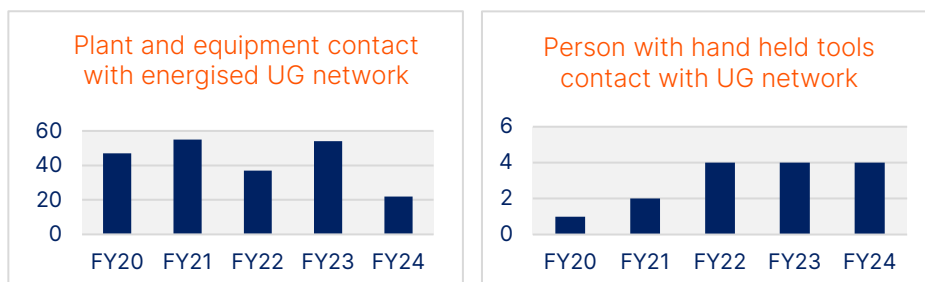 Plant and equipment contact
with energised UG network
60
40
20
0
FY20 FY21 FY22 FY23 FY24
Person with hand held tools
contact with UG network
6
4
2
0
FY20 FY21 FY22 FY23 FY24